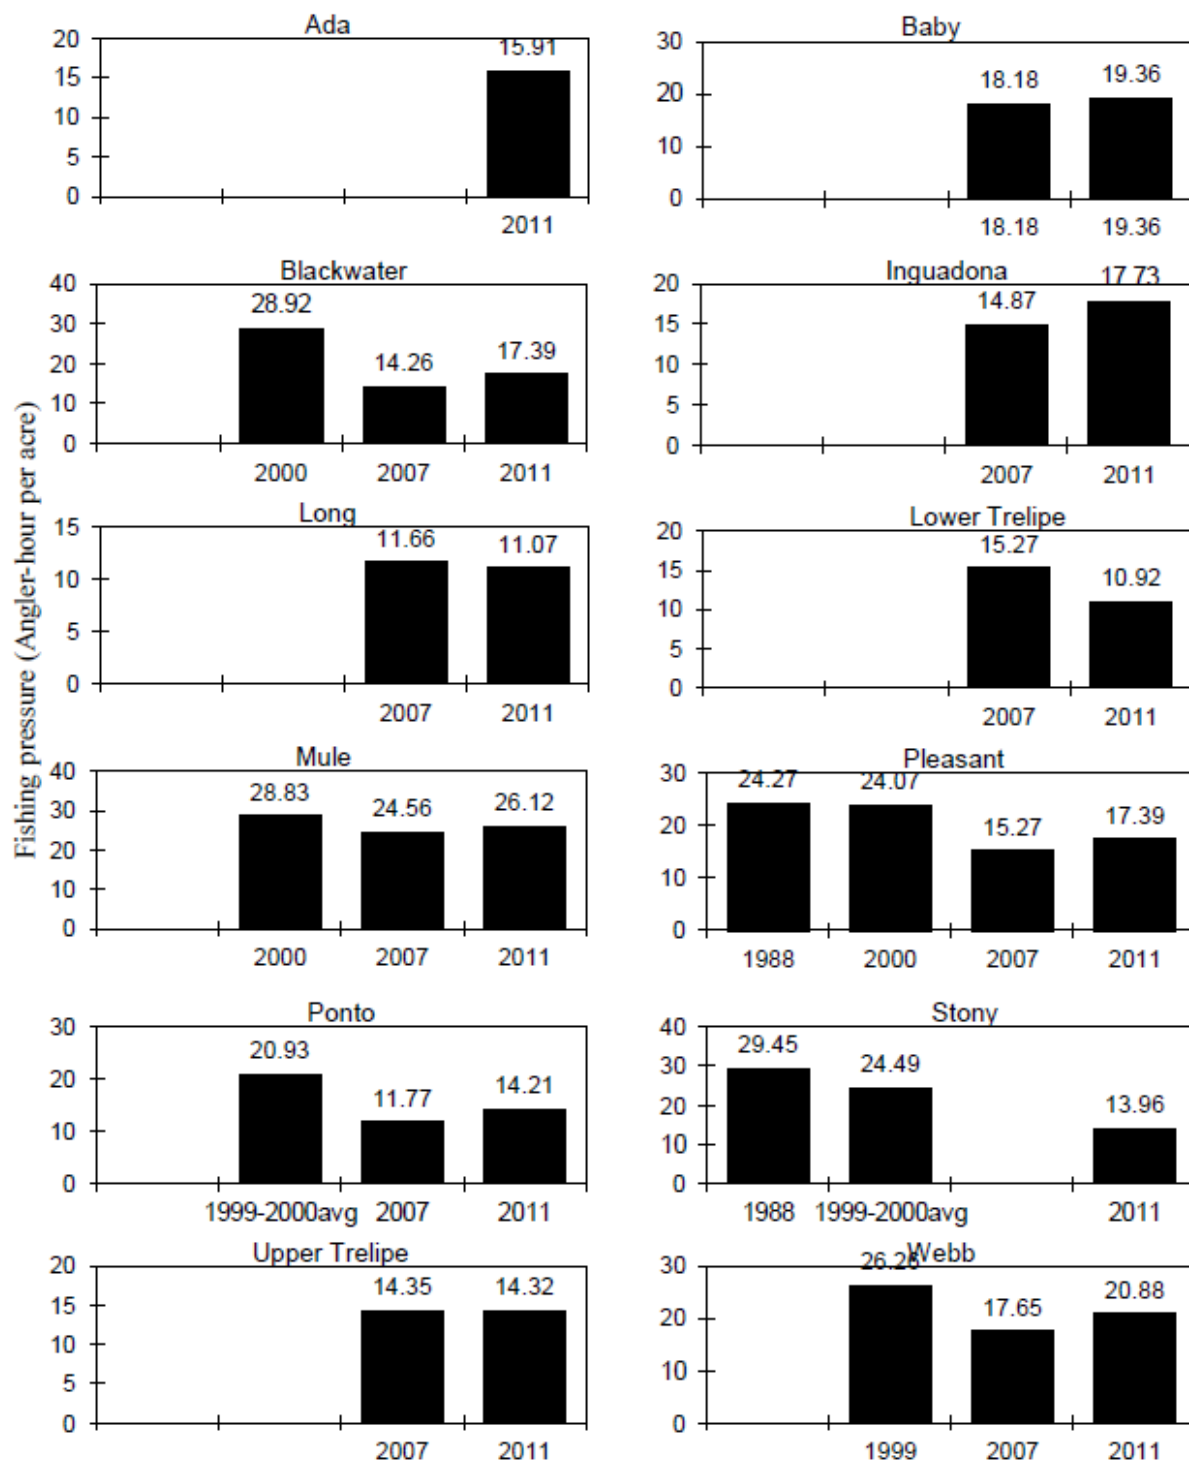 Fishing pressure (Angler-hour per acre)
Ada
20
15
10
5
0
15.91
2011
Baby
30
20
10
0
18.18 19.36
18.18 19.36
Blackwater
40
30
20
10
0
28.92 14.26 17.39
2000 2007 2011
Inguadona
20
15
10
5
0
14.87 17.73
2007 2011
Long
15
10
5
0
11.66 11.07
2007 2011
Lower Trelipe
20
15
10
5
0
15.27 10.92
2007 2011
Mule
40
30
20
10
0
28.83 24.56 26.12
2000 2007 2011
Pleasant
30
20
10
0
24.27 24.07 15.27 17.39
1988 2000 2007 2011
Ponto
30
20
10
0
20.93 11.77 14.21
1999-2000avg 2007 2011
Stony
40
30
20
10
0
29.45 24.49 13.96
1988 1999-2000avg 2011
Upper Trelipe
20
15
10
5
0
14.35 14.32
2007 2011
Webb
30
20
10
0
26.26 17.65 20.88
1999 2007 2011